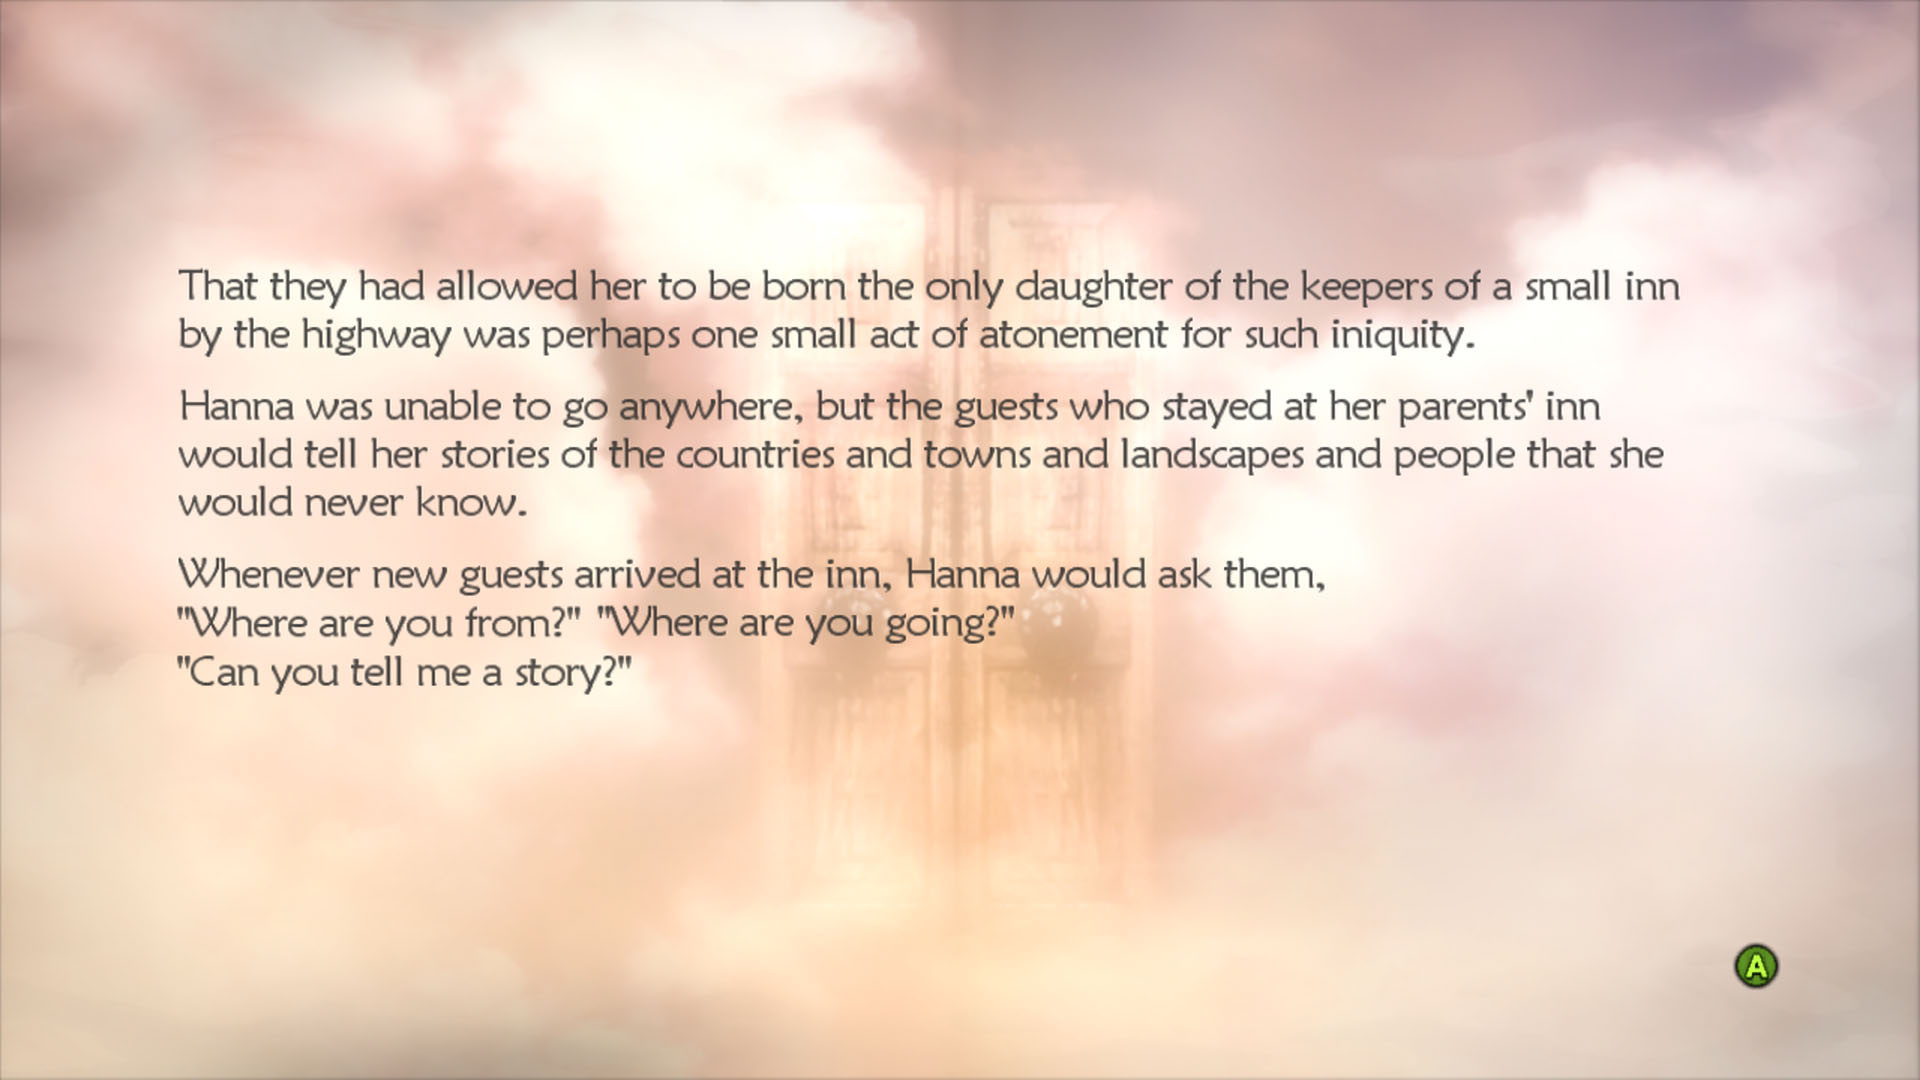 That they had allowed her to be born the only daughter of the keepers of a small inn
by the highway was perhaps one small act of atonement for such iniquity.
Hanna was unable to go anywhere, but the guests who stayed at her parents' inn
would tell her stories of the countries and towns and landscapes and people that she
would never know.
Whenever new guests arrived at the inn, Hanna would ask them,
"Where are you from?" "Where are you going?"
"Can you tell me a story?"
A